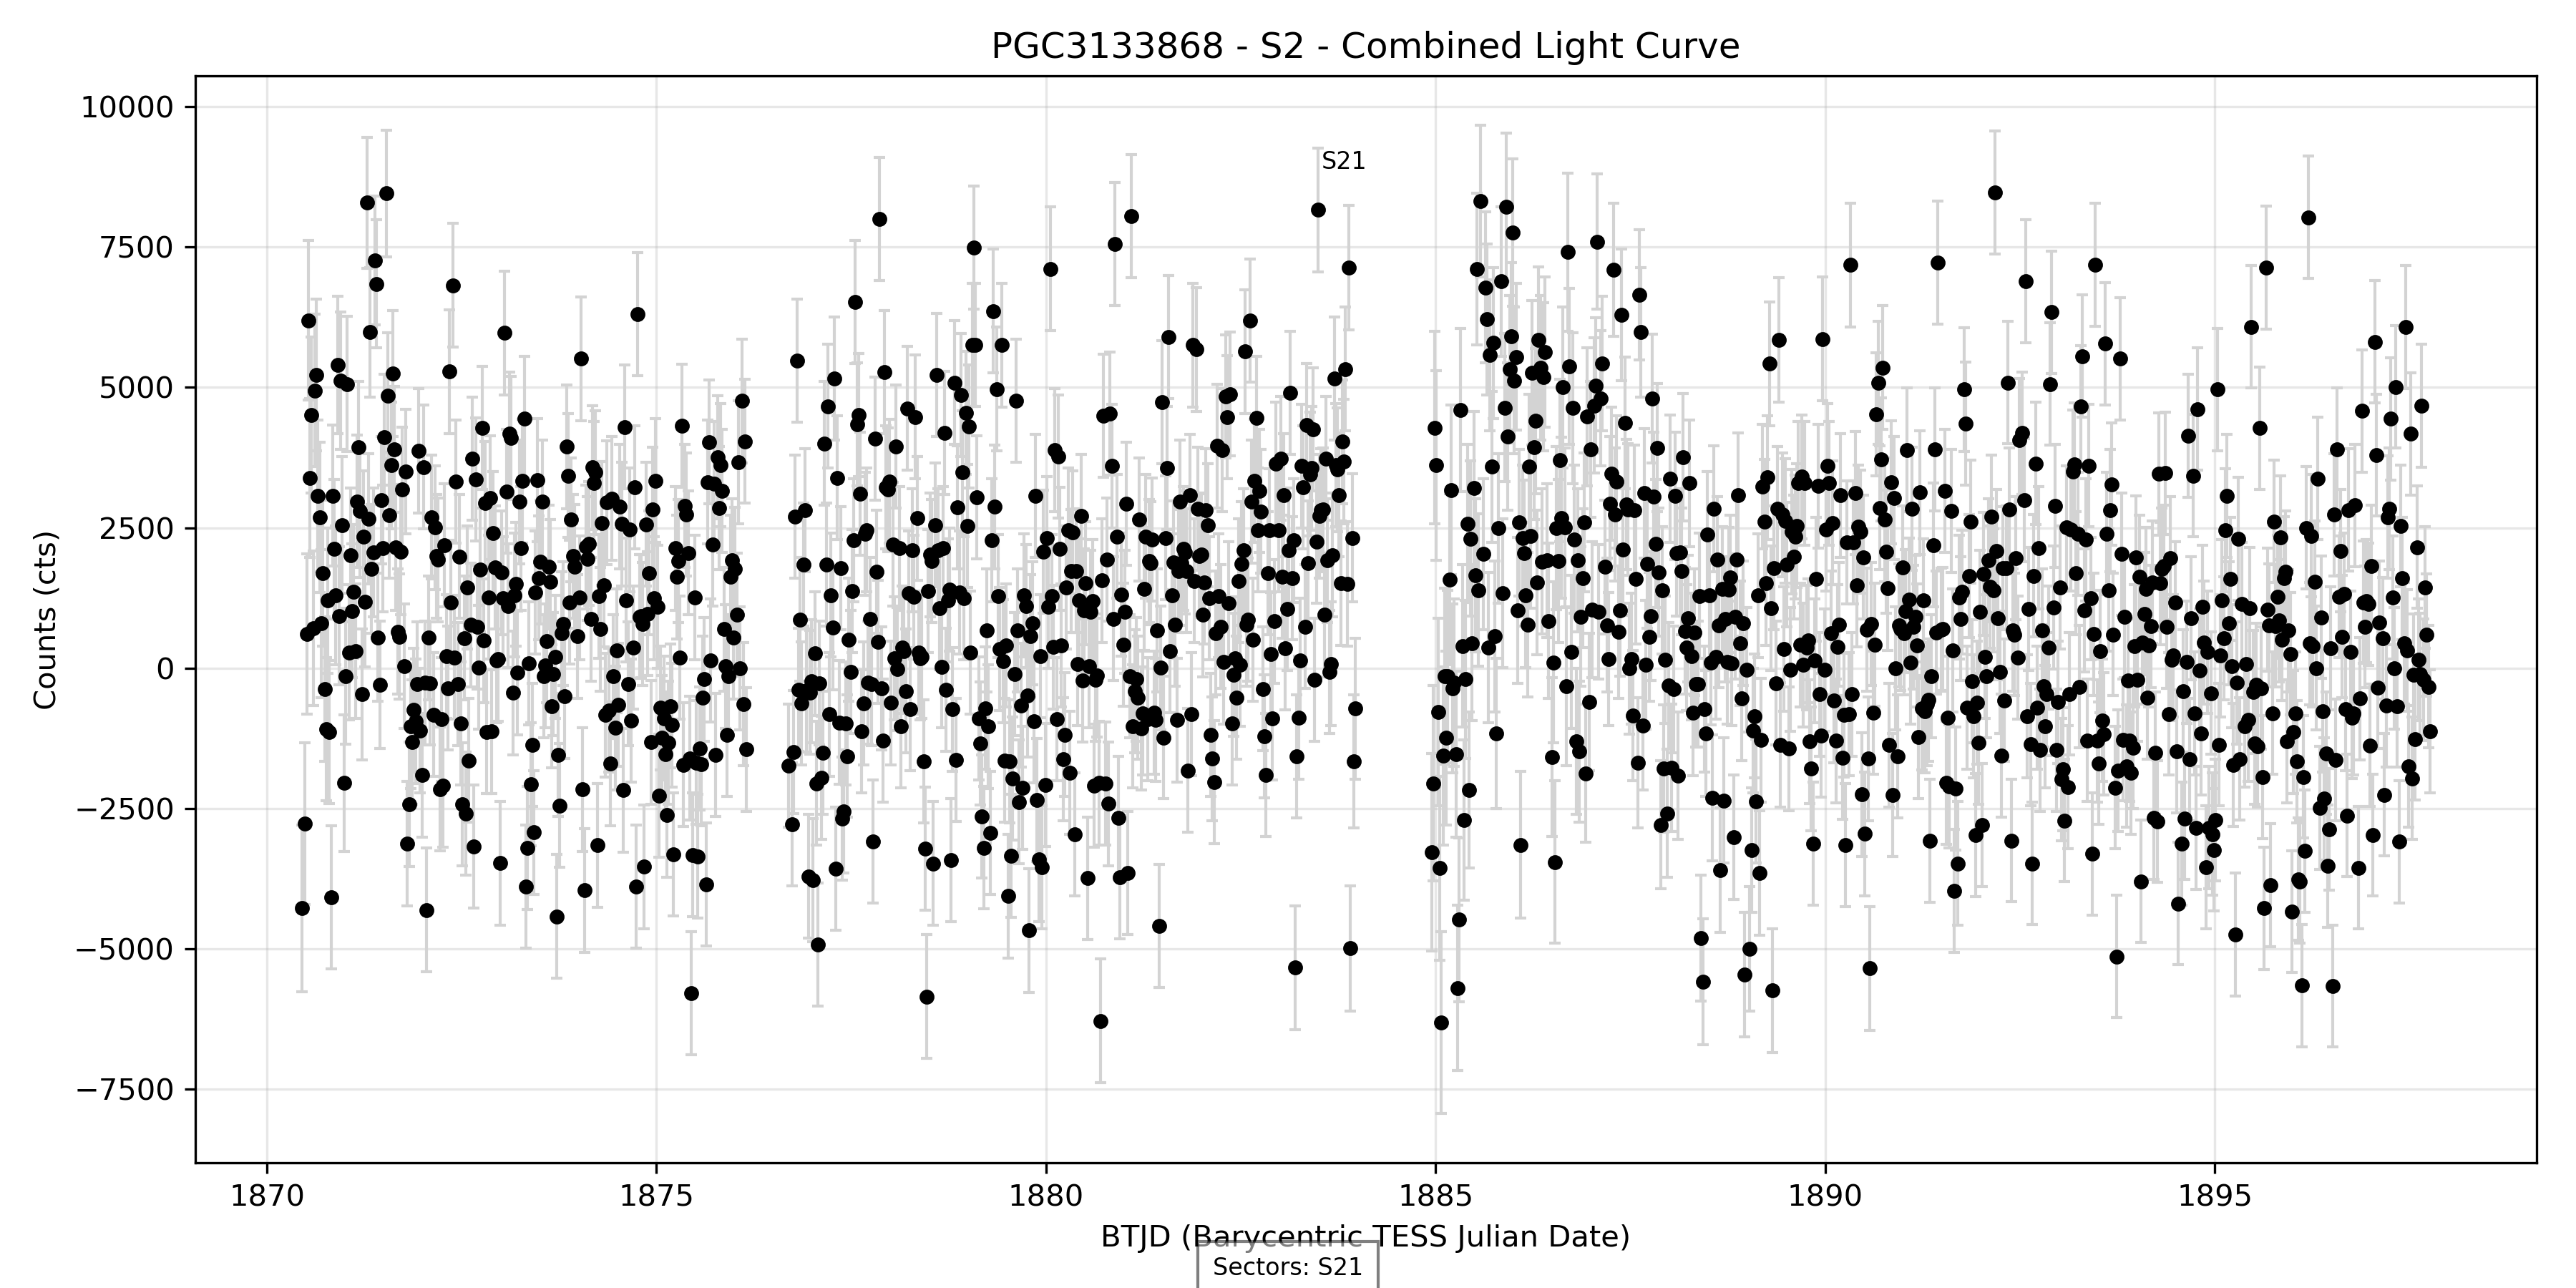 PGC3133868 - S2 - Combined Light Curve
10000
7500
5000
2500
0
−2500
−5000
−7500
Counts (cts)
S21
1870 1875 1880 1885 1890 1895
BTJD (Barycentric TESS Julian Date)
Sectors: S21